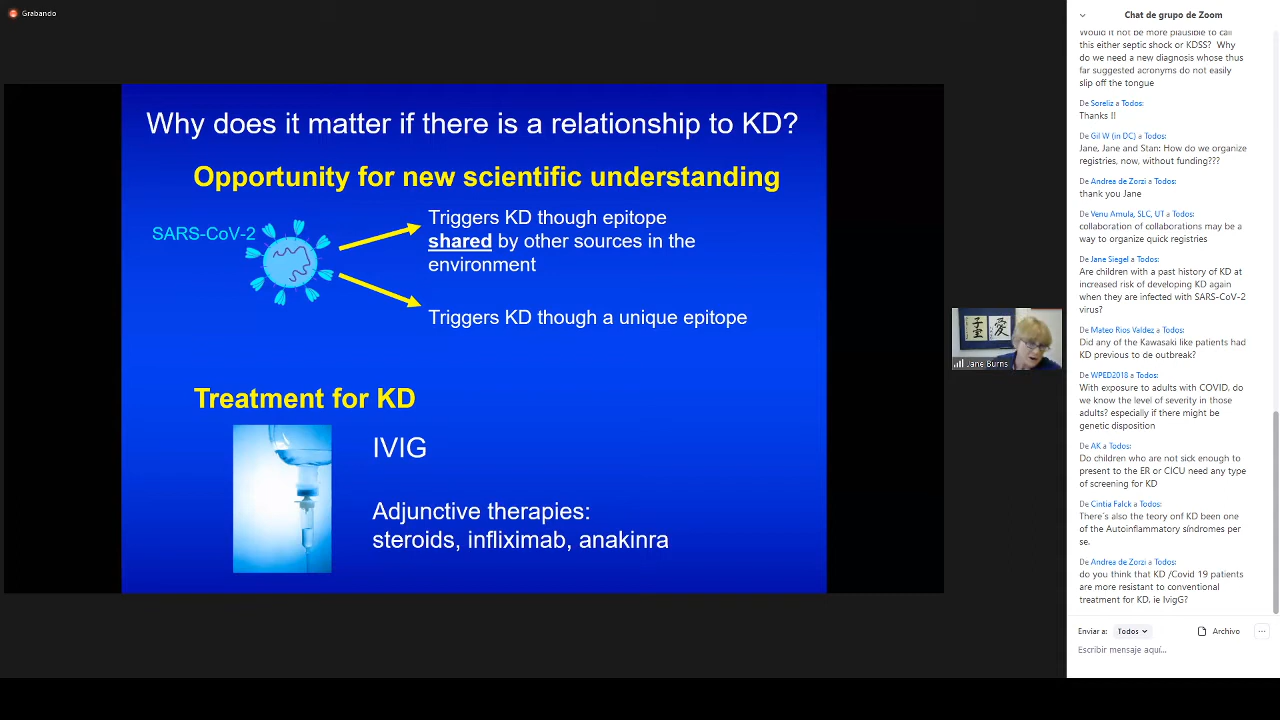 Grabando
Why does it matter if there is a relationship to KD?
Opportunity for new scientific understanding
SARS-CoV-2
Triggers KD though epitope
shared by other sources in the
environment
Triggers KD though a unique epitope
Treatment for KD
IVIG
Adjunctive therapies:
steroids, infliximab, anakinra
子里
愛
Jane Burns
Chat de grupo de Zoom
Would it not be more plausible to call
this either septic shock or KDSS? Why
do we need a new diagnosis whose thus
far suggested acronyms do not easily
slip off the tongue
De Soreliz a Todos:
Thanks !!
De Gil W (in DC) a Todos:
Jane, Jane and Stan: How do we organize
registries, now, without funding???
De Andrea de Zorzi a Todos:
thank you Jane
De Venu Amula, SLC, UT a Todos:
collaboration of collaborations may be a
way to organize quick registries
De Jane Siegel a Todos:
Are children with a past history of KD at
increased risk of developing KD again
when they are infected with SARS-CoV-2
virus?
De Mateo Rios Valdez a Todos:
Did any of the Kawasaki like patients had
KD previous to de outbreak?
De WPED2018 a Todos:
With exposure to adults with COVID, do
we know the level of severity in those
adults? especially if there might be
genetic disposition
De AK a Todos:
Do children who are not sick enough to
present to the ER or CICU need any type
of screening for KD
De Cintia Falck a Todos:
There´s also the teory onf KD been one
of the Autoinflammatory síndromes per
se.
De Andrea de Zorzi a Todos:
do you think that KD /Covid 19 patients
are more resistant to conventional
treatment for KD, ie IvigG?
Enviar a: Todos
Archivo
...
Escribir mensaje aquí...